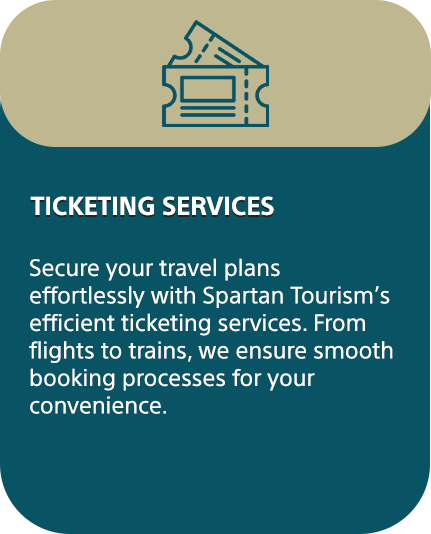 TICKETING SERVICES
Secure your travel plans
effortlessly with Spartan Tourism’s
efficient ticketing services. From
flights to trains, we ensure smooth
booking processes for your
convenience.